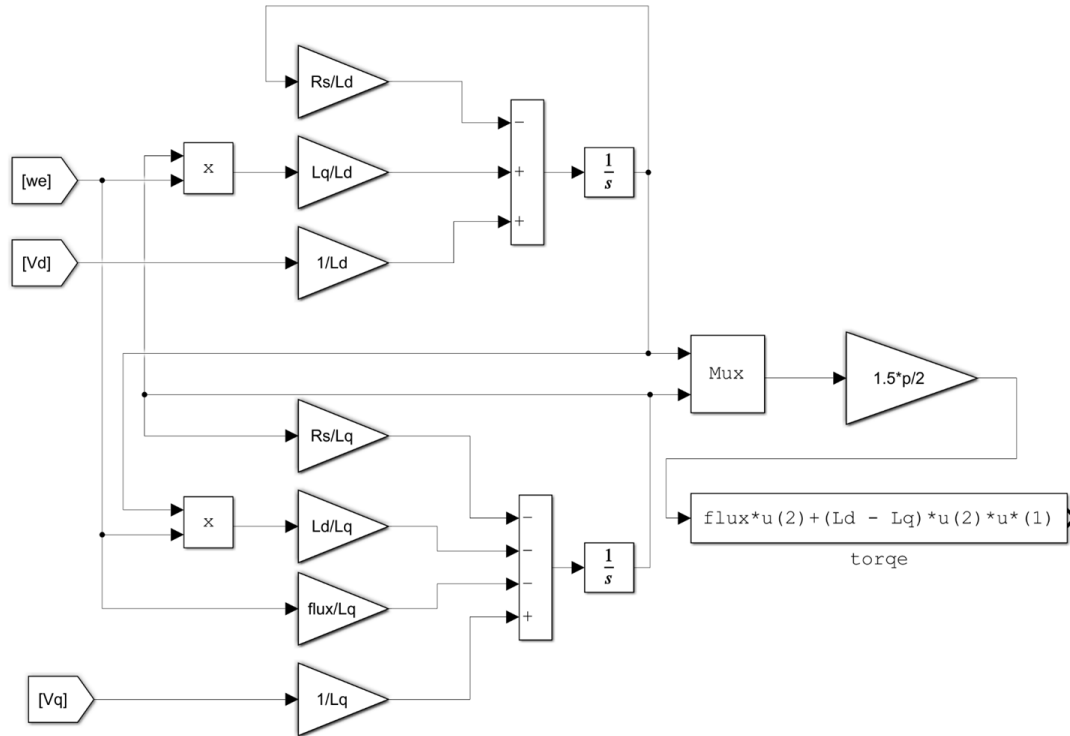 Rs/Ld
[we]
x
Lq/Ld
1
s
[Vd]
1/Ld
−
+
+
Mux
1.5*p/2
Rs/Lq
x
Ld/Lq
flux/Lq
−
−
−
+
1
s
flux*u(2)+(Ld - Lq)*u(2)*u*(1)
torqe
[Vq]
1/Lq